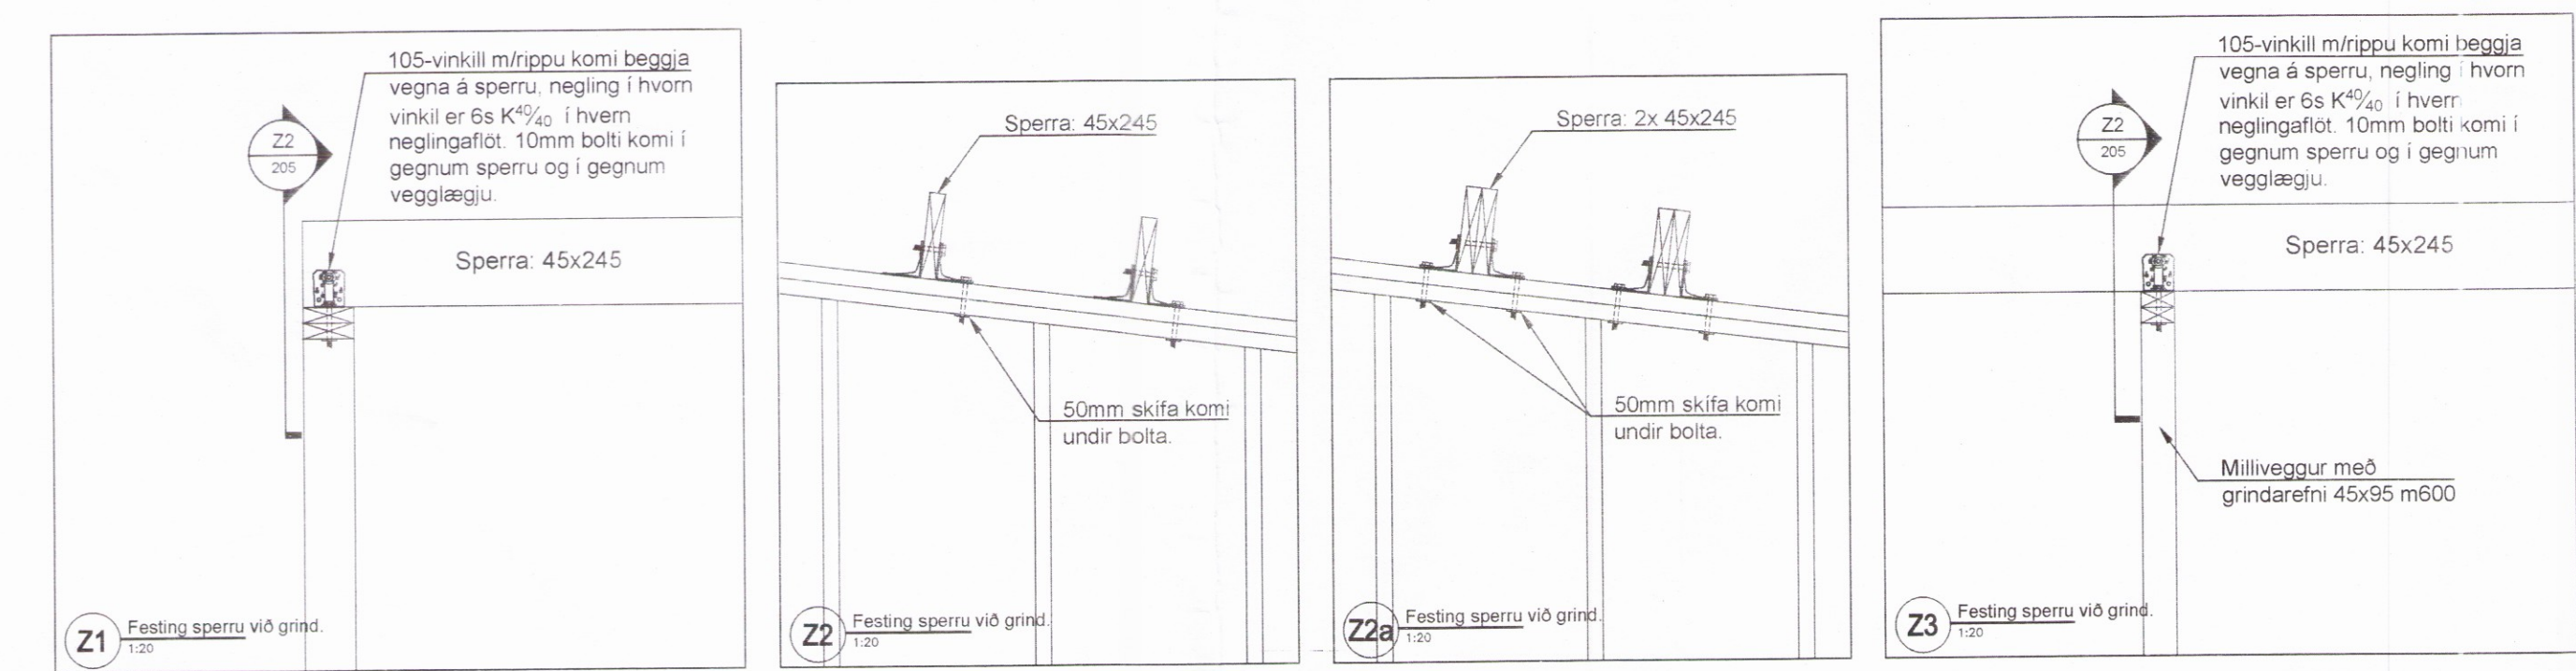 105-vinkill m/rippu komi beggja
vegna á sperru, negling í hvorn
vinkil er 6s K40/40 í hvern
neglingaflöt. 10mm bolti komi í
gegnum sperru og í gegnum
vegglægju.
Z2
205
Sperra: 45x245
Z1
Festing sperru við grind.
1:20
Sperra: 45x245
50mm skífa komi
undir bolta.
Z2
Festing sperru við grind.
1:20
Sperra: 2x 45x245
50mm skífa komi
undir bolta.
Z2a
Festing sperru við grind.
1:20
105-vinkill m/rippu komi beggja
vegna á sperru, negling í hvorn
vinkil er 6s K40/40 í hvern
neglingaflöt. 10mm bolti komi í
gegnum sperru og í gegnum
vegglægju.
Z2
205
Sperra: 45x245
Milliveggur með
grindarefni 45x95 m600
Z3
Festing sperru við grind.
1:20